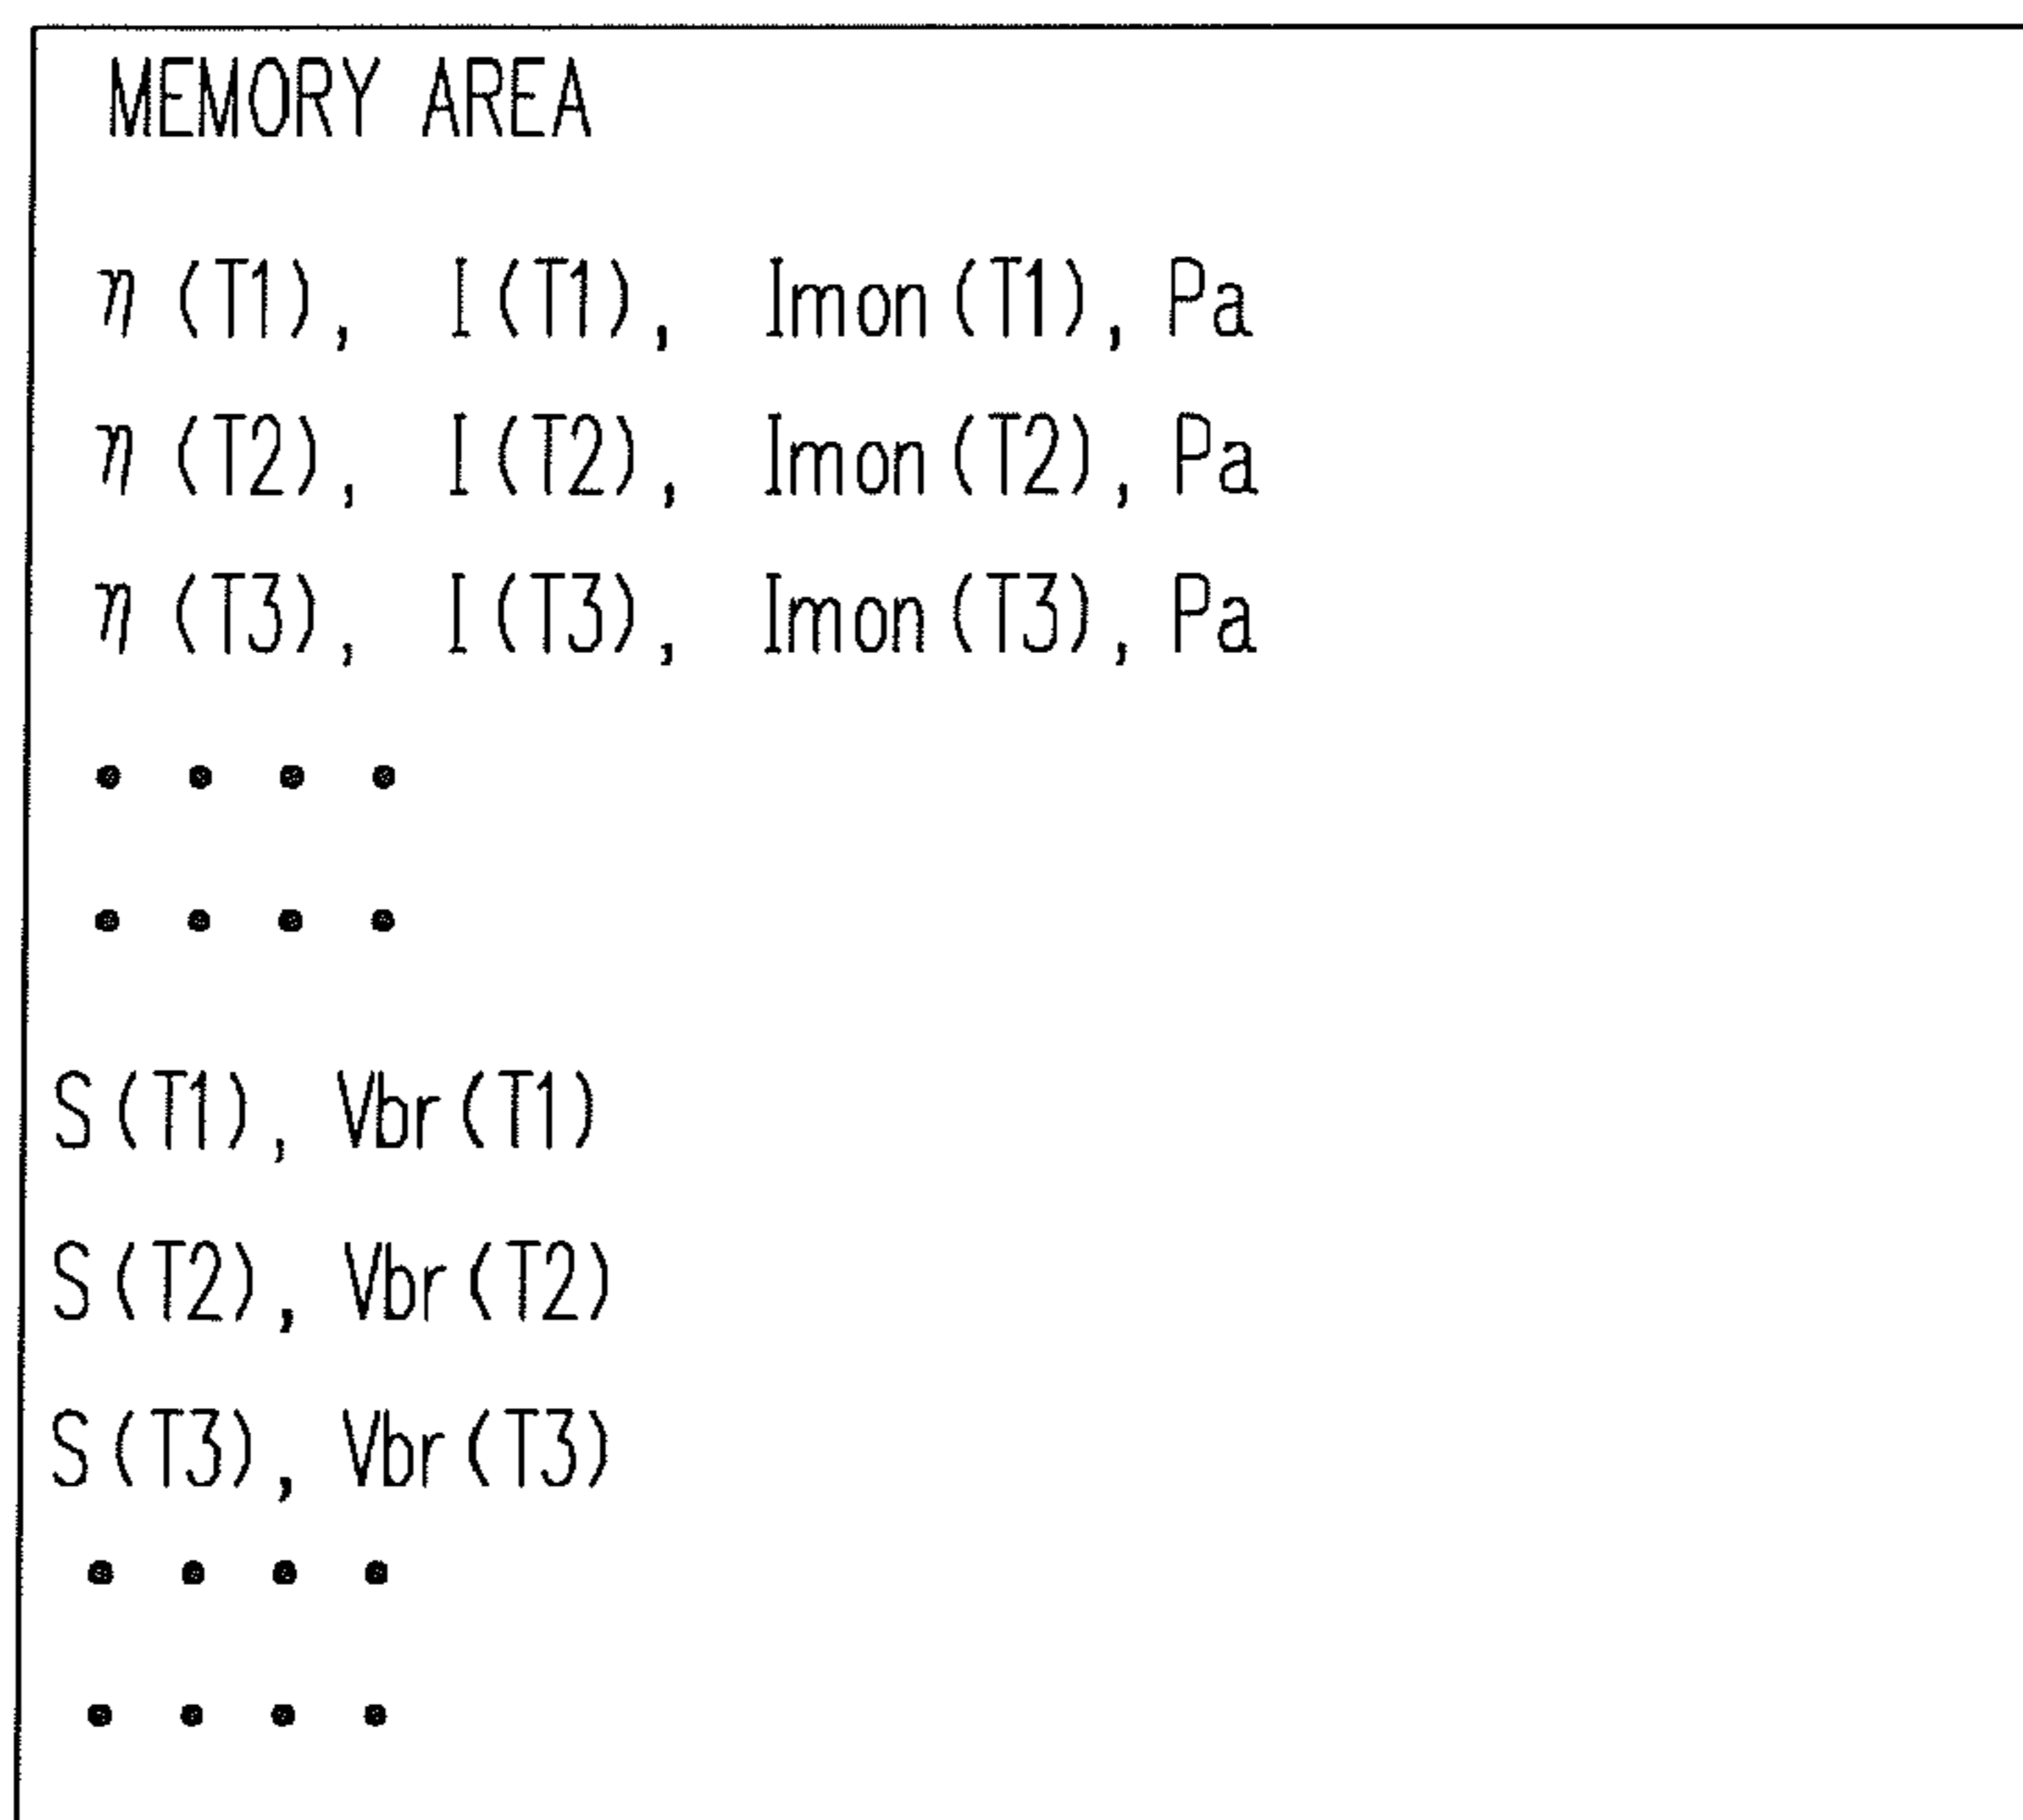 MEMORY AREA
η(T1), I(T1), Imon(T1), Pa
η(T2), I(T2), Imon(T2), Pa
η(T3), I(T3), Imon(T3), Pa
• • • •
• • • •
S(T1), Vbr(T1)
S(T2), Vbr(T2)
S(T3), Vbr(T3)
• • • •
• • • •